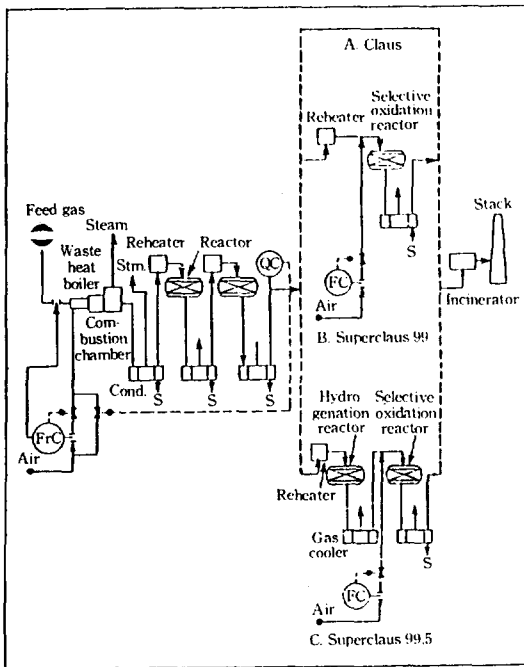 A. Claus
Selective
oxidation
reactor
Reheater
S
FC
Air
B. Superclaus 99
Stack
Incinerator
Feed gas
Steam
Waste
heat
boiler
Stm.
Reheater
Reactor
QC
Com-
bustion
chamber
Cond.
S
S
S
FrC
Air
Hydro
genation
reactor
Selective
oxidation
reactor
Reheater
Gas
cooler
S
FC
Air
C. Superclaus 99.5